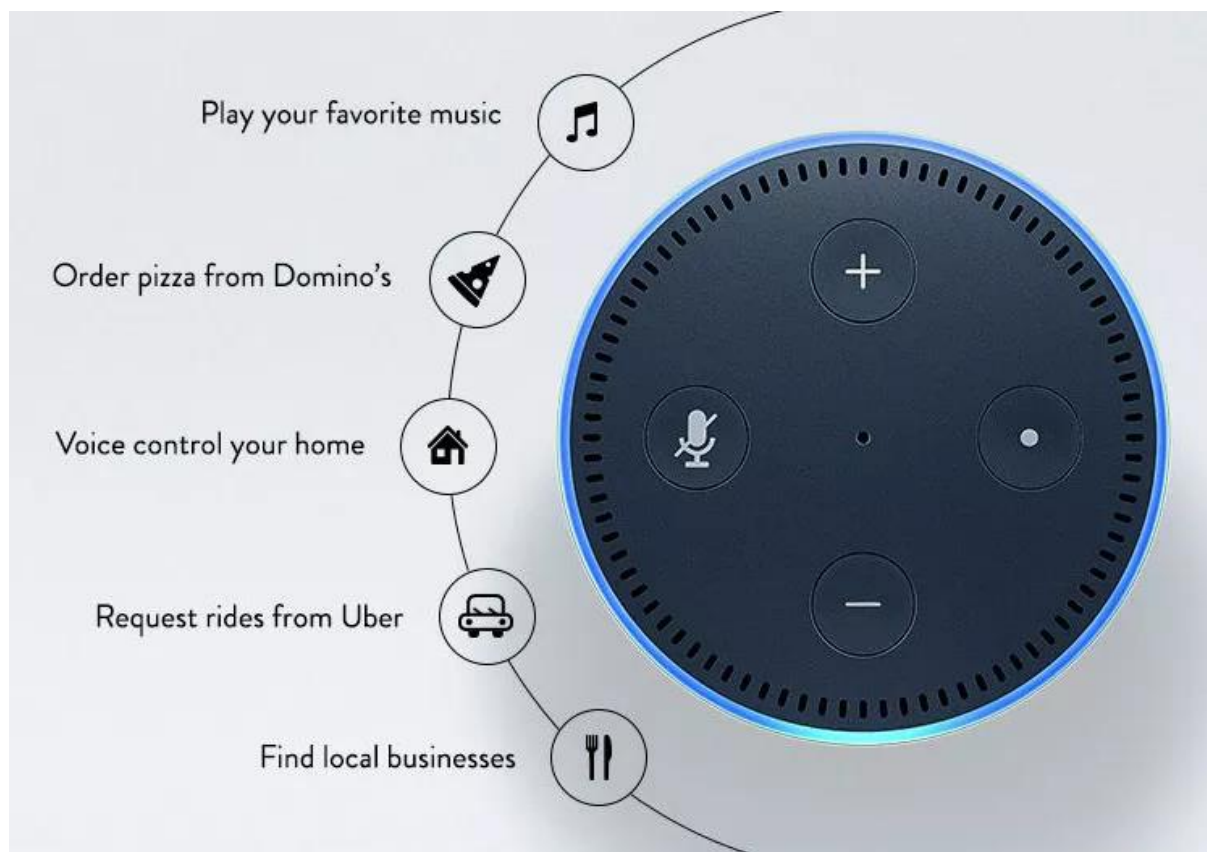 Play your favorite music
Order pizza from Domino's
Voice control your home
Request rides from Uber
Find local businesses